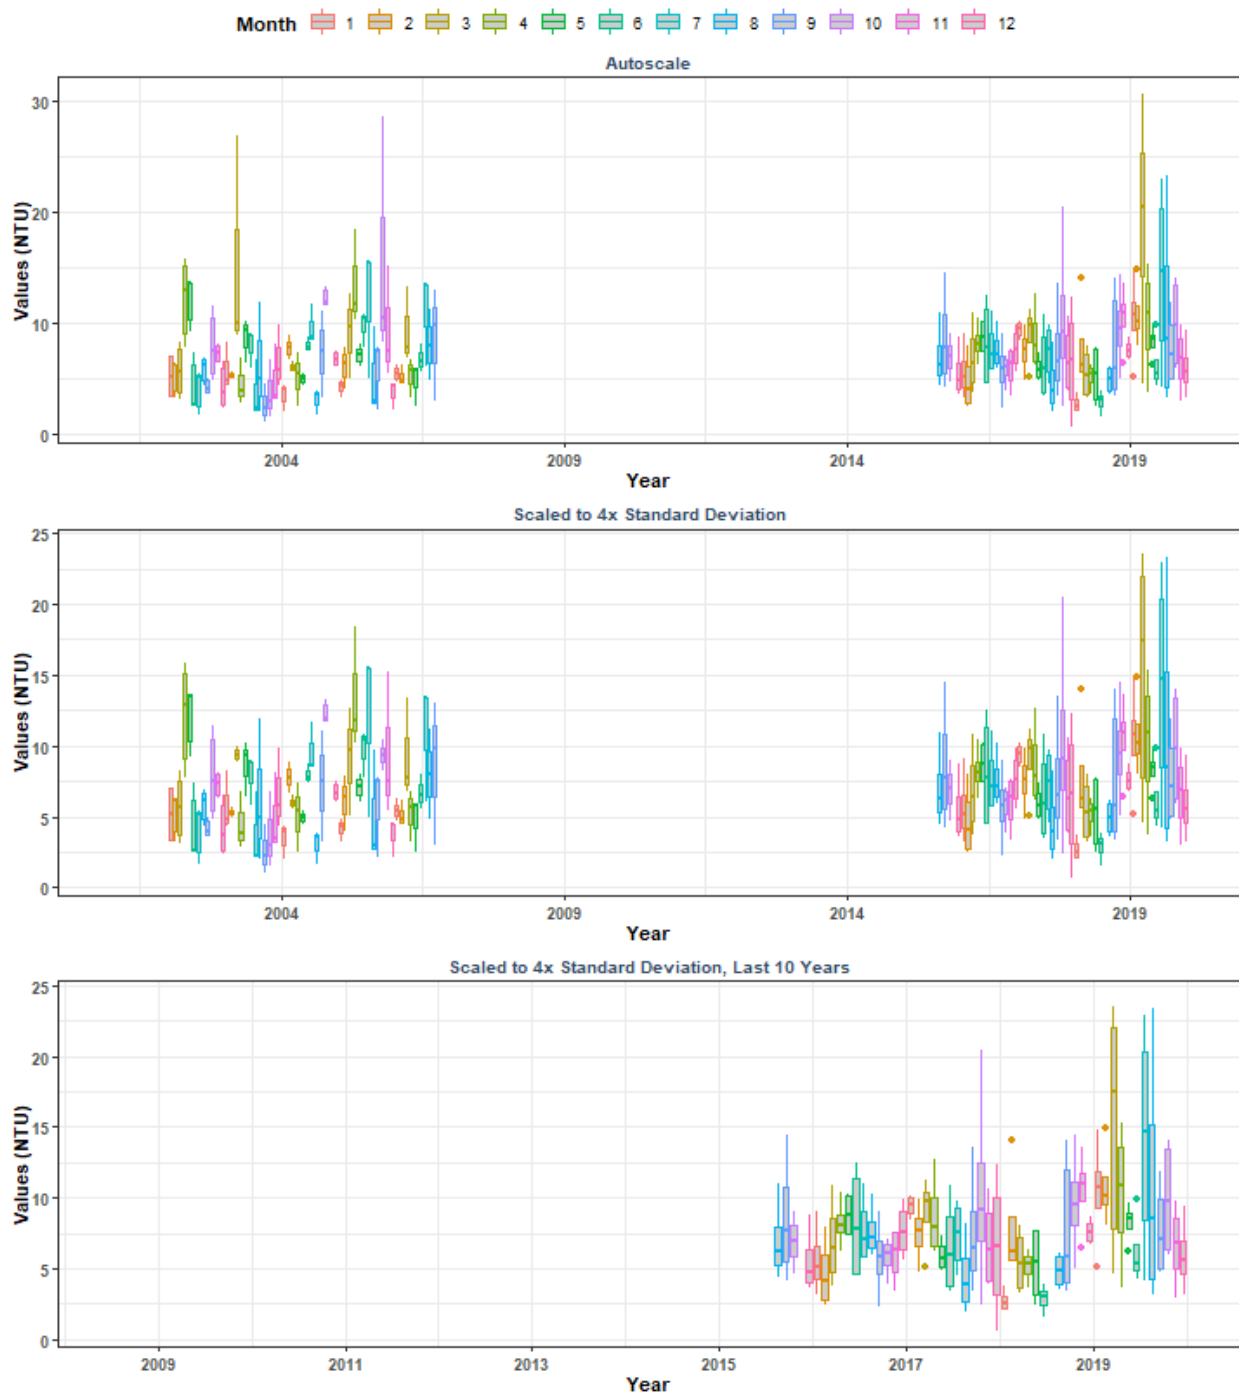 Month 1 2 3 4 5 6 7 8 9 10 11 12
Autoscale
Values (NTU)
30
20
10
0
2004 2009 2014 2019
Year
Scaled to 4x Standard Deviation
Values (NTU)
25
20
15
10
5
0
2004 2009 2014 2019
Year
Scaled to 4x Standard Deviation, Last 10 Years
Values (NTU)
25
20
15
10
5
0
2009 2011 2013 2015 2017 2019
Year